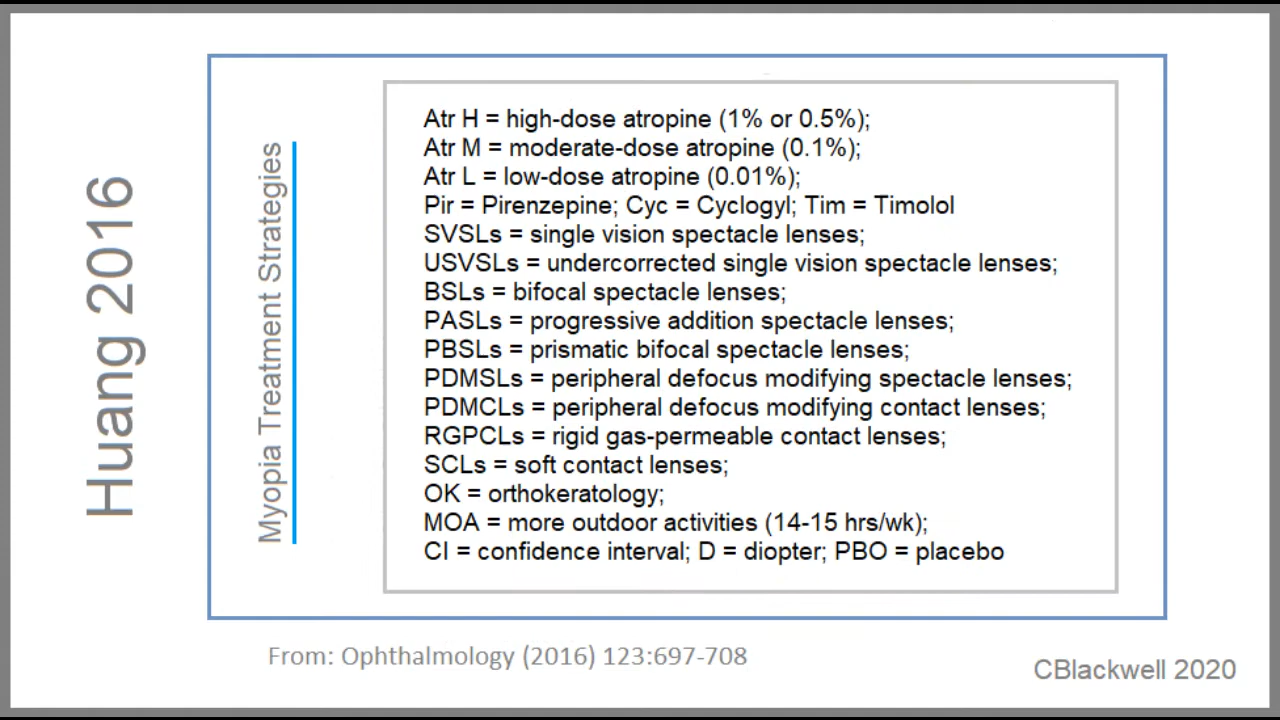 Huang 2016
Myopia Treatment Strategies
Atr H = high-dose atropine (1% or 0.5%);
Atr M = moderate-dose atropine (0.1%);
Atr L = low-dose atropine (0.01%);
Pir = Pirenzepine; Cyc = Cyclogyl; Tim = Timolol
SVSLs = single vision spectacle lenses;
USVSLs = undercorrected single vision spectacle lenses;
BSLs = bifocal spectacle lenses;
PASLs = progressive addition spectacle lenses;
PBSLs = prismatic bifocal spectacle lenses;
PDMSLs = peripheral defocus modifying spectacle lenses;
PDMCLs = peripheral defocus modifying contact lenses;
RGPCLs = rigid gas-permeable contact lenses;
SCLs = soft contact lenses;
OK = orthokeratology;
MOA = more outdoor activities (14-15 hrs/wk);
CI = confidence interval; D = diopter; PBO = placebo
From: Ophthalmology (2016) 123:697-708
CBlackwell 2020